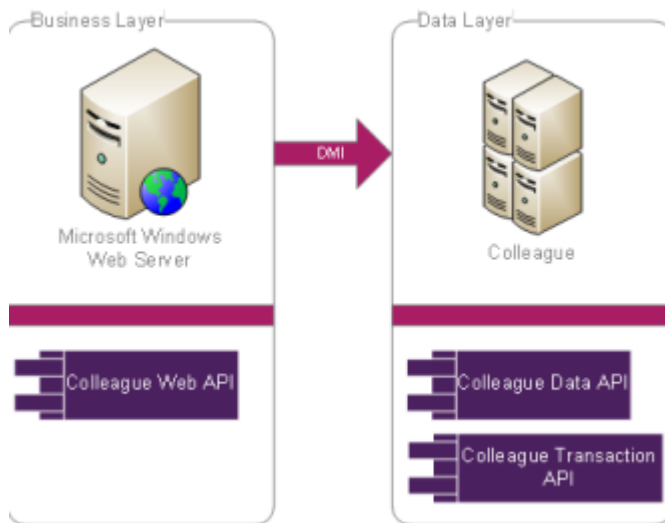 Business Layer
Data Layer
DMI
Microsoft Windows
Web Server
Colleague
Colleague Web API
Colleague Data API
Colleague Transaction
API